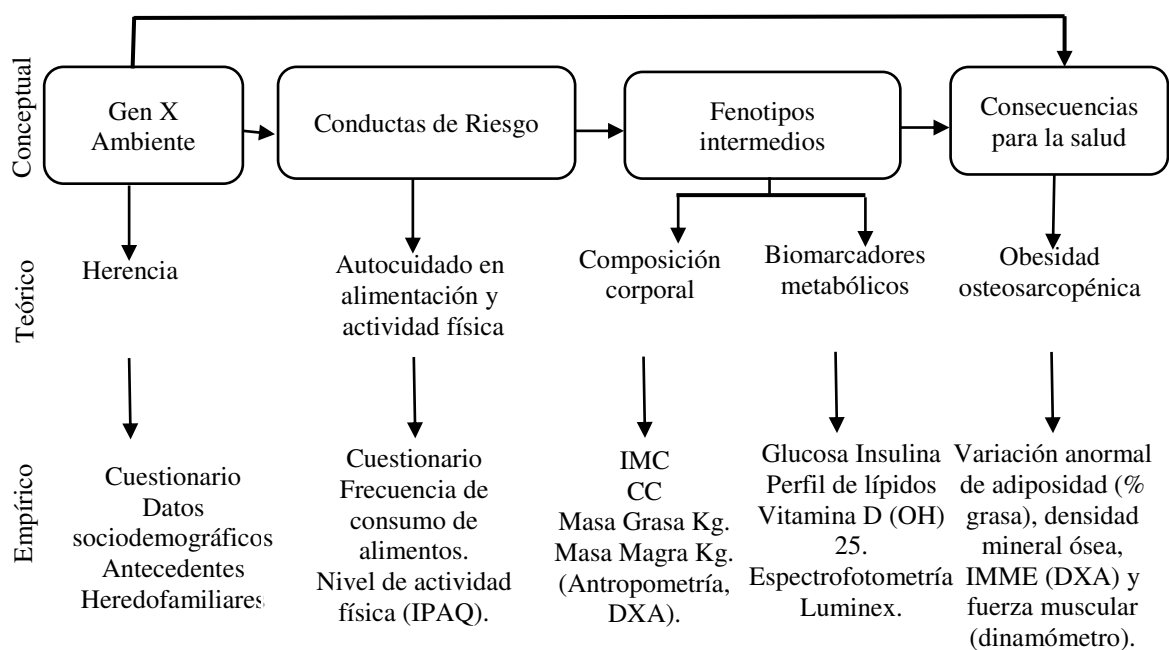 Conceptual
Gen X
Ambiente
Conductas de Riesgo
Fenotipos
intermedios
Consecuencias
para la salud
Teórico
Herencia
Autocuidado en
alimentación y
actividad física
Composición
corporal
Biomarcadores
metabólicos
Obesidad
osteosarcopénica
Empírico
Cuestionario
Datos
sociodemográficos
Antecedentes
Heredofamiliares
Cuestionario
Frecuencia de
consumo de
alimentos.
Nivel de actividad
física (IPAQ).
IMC
CC
Masa Grasa Kg.
Masa Magra Kg.
(Antropometría,
DXA).
Glucosa Insulina
Perfil de lípidos
Vitamina D (OH)
25.
Espectrofotometría
Luminex.
Variación anormal
de adiposidad (%
grasa), densidad
mineral ósea,
IMME (DXA) y
fuerza muscular
(dinamómetro).